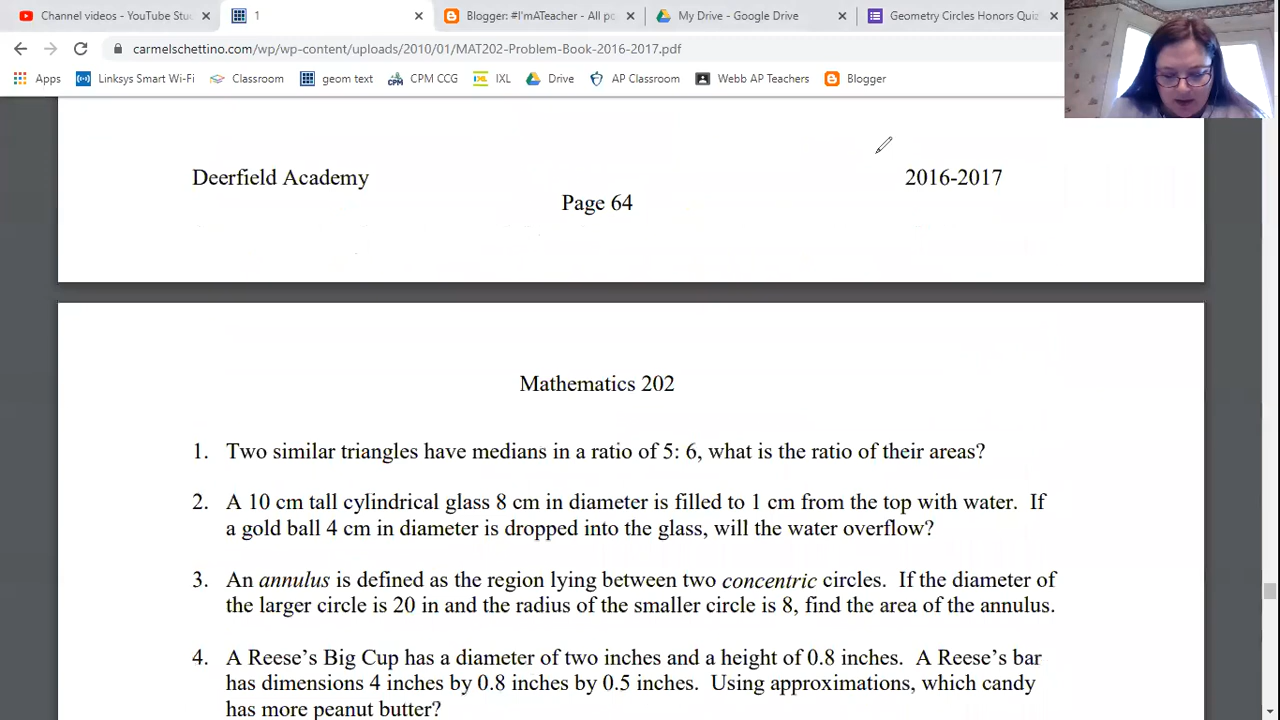 Channel videos - YouTube Stu
1
Blogger: #I'mATeacher - All po
My Drive - Google Drive
Geometry Circles Honors Quiz
carmelschettino.com/wp/wp-content/uploads/2010/01/MAT202-Problem-Book-2016-2017.pdf
Apps
Linksys Smart Wi-Fi
Classroom
geom text
CPM CCG
IXL
Drive
AP Classroom
Webb AP Teachers
Blogger
Deerfield Academy
2016-2017
Page 64
Mathematics 202
1. Two similar triangles have medians in a ratio of 5: 6, what is the ratio of their areas?
2. A 10 cm tall cylindrical glass 8 cm in diameter is filled to 1 cm from the top with water. If
a gold ball 4 cm in diameter is dropped into the glass, will the water overflow?
3. An annulus is defined as the region lying between two concentric circles. If the diameter of
the larger circle is 20 in and the radius of the smaller circle is 8, find the area of the annulus.
4. A Reese's Big Cup has a diameter of two inches and a height of 0.8 inches. A Reese's bar
has dimensions 4 inches by 0.8 inches by 0.5 inches. Using approximations, which candy
has more peanut butter?